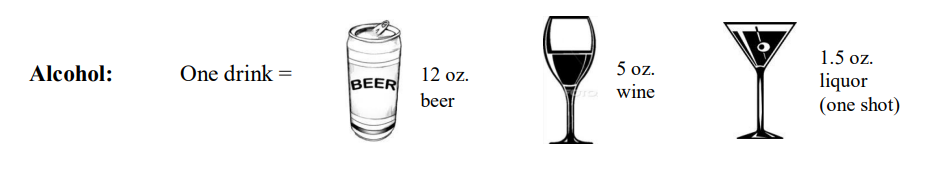 Alcohol:
One drink =
BEER
12 oz.
beer
5 oz.
wine
1.5 oz.
liquor
(one shot)